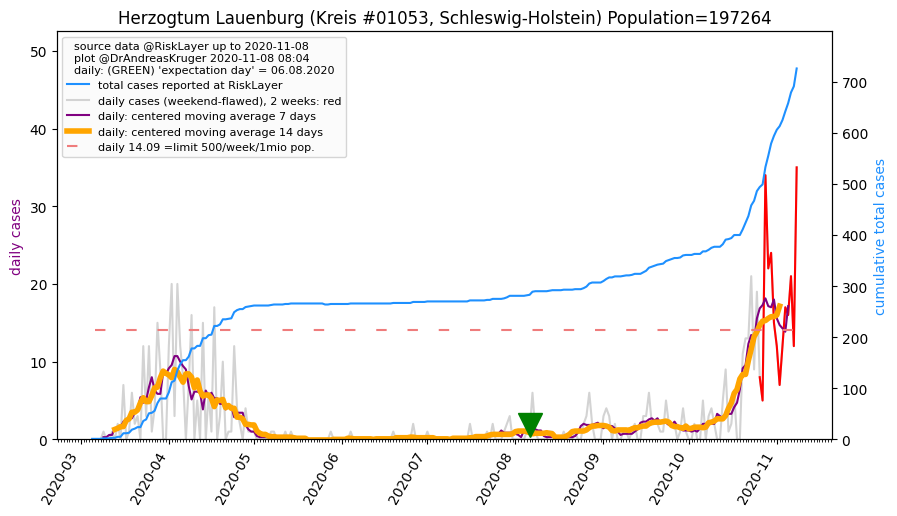 Herzogtum Lauenburg (Kreis #01053, Schleswig-Holstein) Population=197264
source data @RiskLayer up to 2020-11-08
plot @DrAndreasKruger 2020-11-08 08:04
daily: (GREEN) 'expectation day' = 06.08.2020
total cases reported at RiskLayer
daily cases (weekend-flawed), 2 weeks: red
daily: centered moving average 7 days
daily: centered moving average 14 days
daily 14.09 =limit 500/week/1mio pop.
daily cases
50
40
30
20
10
0
cumulative total cases
700
600
500
400
300
200
100
0
2020-03
2020-04
2020-05
2020-06
2020-07
2020-08
2020-09
2020-10
2020-11